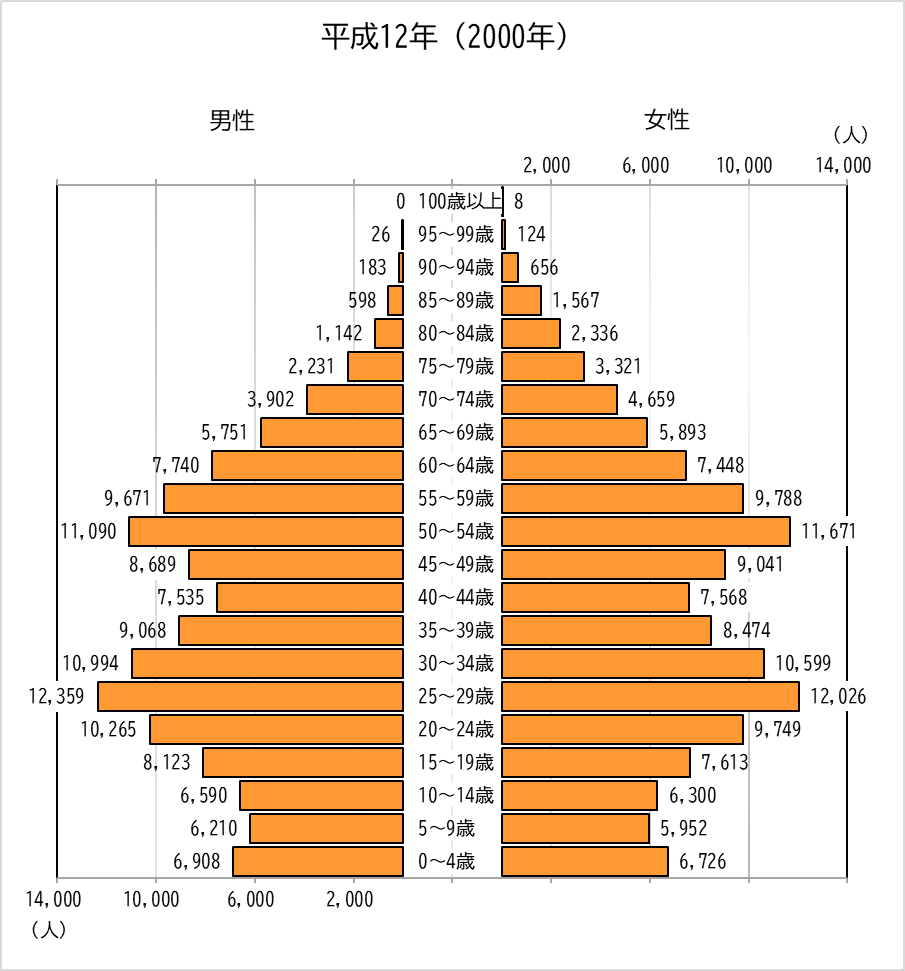 平成12年（2000年）
男性 女性
（人）
2,000 6,000 10,000 14,000
0 100歳以上 8
26 95～99歳 124
183 90～94歳 656
598 85～89歳 1,567
1,142 80～84歳 2,336
2,231 75～79歳 3,321
3,902 70～74歳 4,659
5,751 65～69歳 5,893
7,740 60～64歳 7,448
9,671 55～59歳 9,788
11,090 50～54歳 11,671
8,689 45～49歳 9,041
7,535 40～44歳 7,568
9,068 35～39歳 8,474
10,994 30～34歳 10,599
12,359 25～29歳 12,026
10,265 20～24歳 9,749
8,123 15～19歳 7,613
6,590 10～14歳 6,300
6,210 5～9歳 5,952
6,908 0～4歳 6,726
14,000 10,000 6,000 2,000
（人）